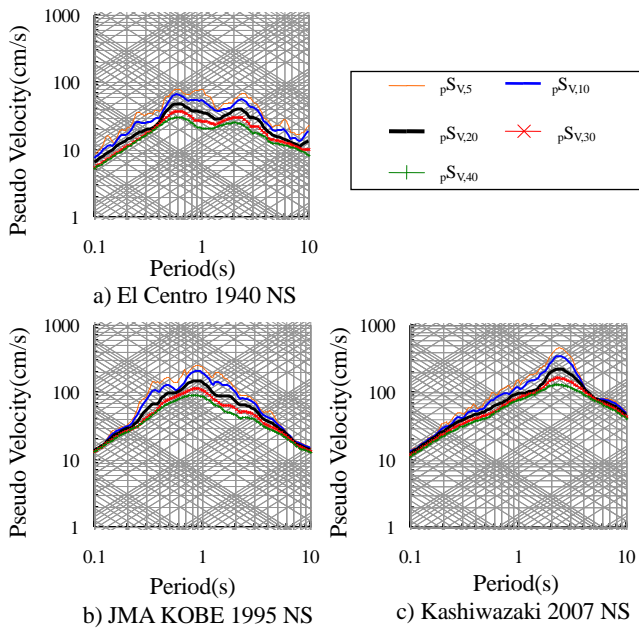 Pseudo Velocity(cm/s)
1000
100
10
1
0.1 1 10
Period(s)
a) El Centro 1940 NS
pSV,5 pSV,10
pSV,20 pSV,30
pSV,40
Pseudo Velocity(cm/s)
1000
100
10
1
0.1 1 10
Period(s)
b) JMA KOBE 1995 NS
Pseudo Velocity(cm/s)
1000
100
10
1
0.1 1 10
Period(s)
c) Kashiwazaki 2007 NS